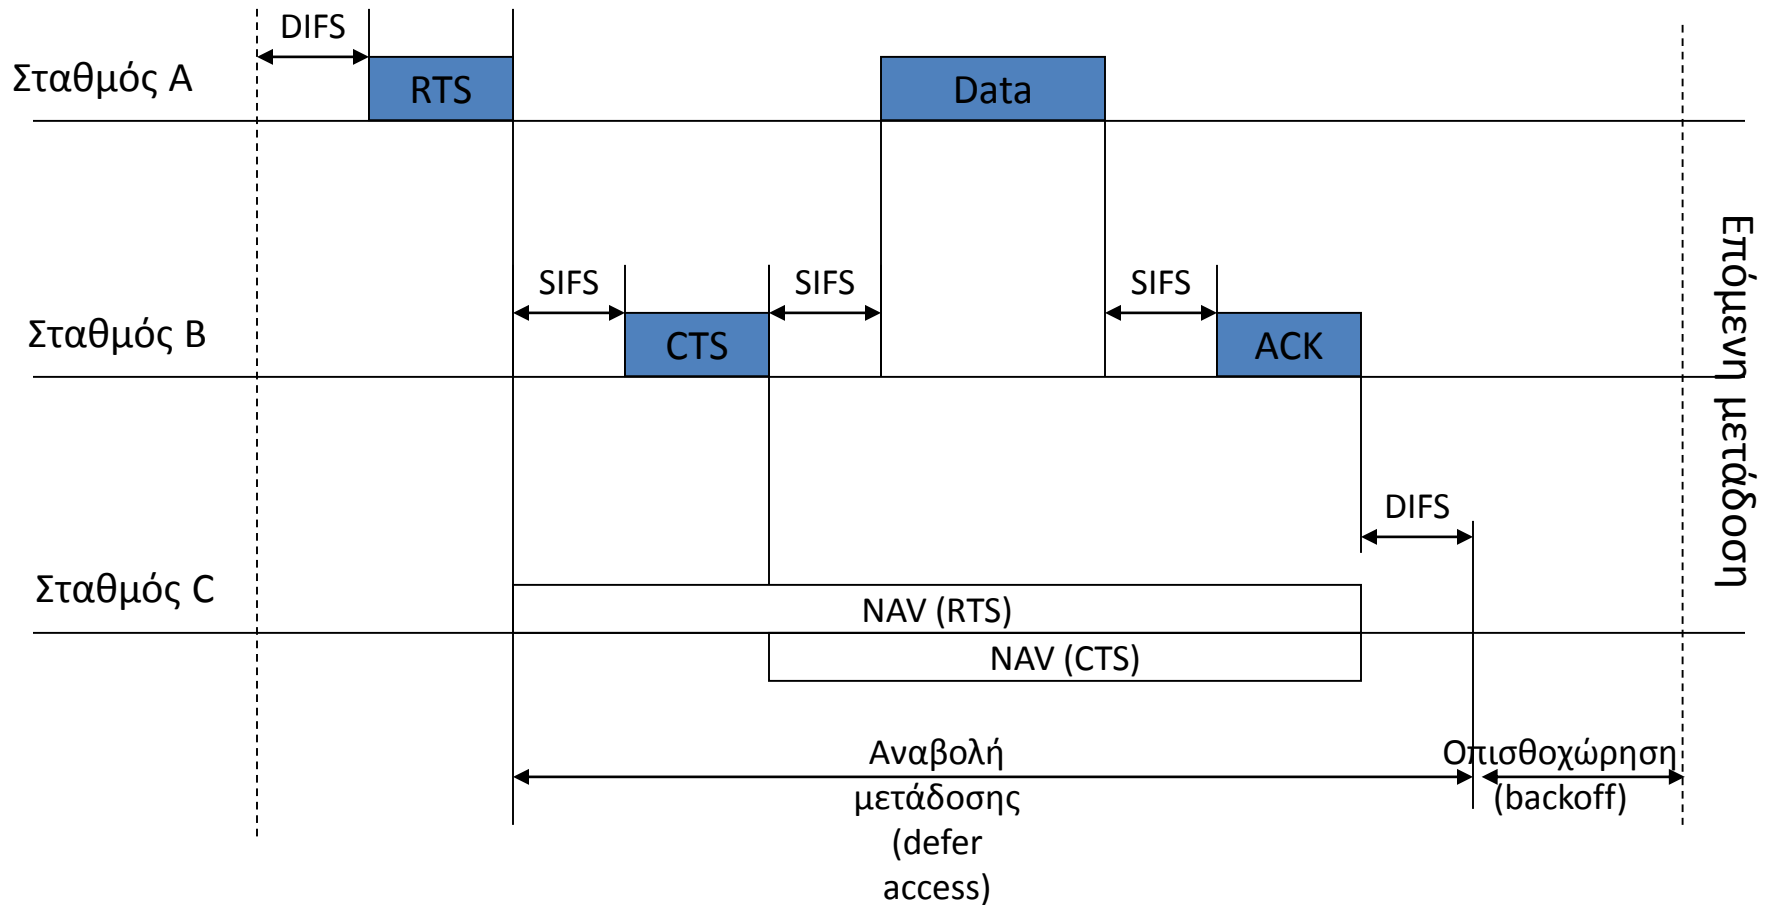 DIFS
Σταθμός A
RTS
Data
SIFS
SIFS
SIFS
Σταθμός B
CTS
ACK
Επόμενη μετάδοση
DIFS
Σταθμός C
NAV (RTS)
NAV (CTS)
Αναβολή
μετάδοσης
(defer
access)
Οπισθοχώρηση
(backoff)